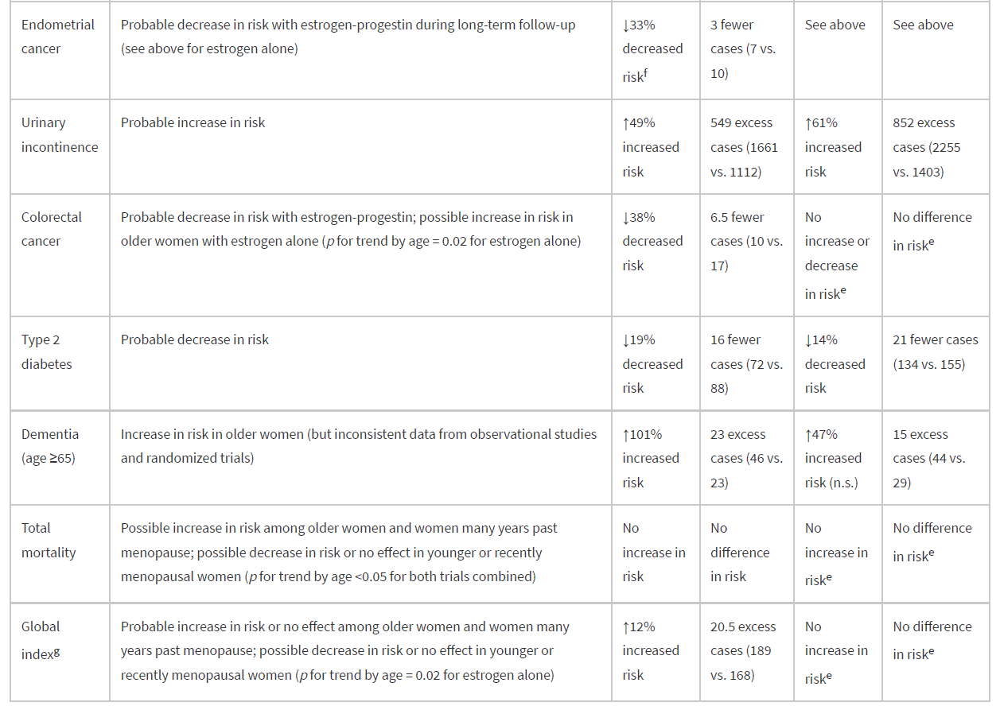 Endometrial cancer
Probable decrease in risk with estrogen-progestin during long-term follow-up
(see above for estrogen alone)
↓33%
decreased
riskᶠ
3 fewer
cases (7 vs.
10)
See above
See above
Urinary
incontinence
Probable increase in risk
↑49%
increased
risk
549 excess
cases (1661
vs. 1112)
↑61%
increased
risk
852 excess
cases (2255
vs. 1403)
Colorectal
cancer
Probable decrease in risk with estrogen-progestin; possible increase in risk in
older women with estrogen alone (p for trend by age = 0.02 for estrogen alone)
↓38%
decreased
risk
6.5 fewer
cases (10 vs.
17)
No
increase or
decrease
in riskᵉ
No difference
in riskᵉ
Type 2
diabetes
Probable decrease in risk
↓19%
decreased
risk
16 fewer
cases (72 vs.
88)
↓14%
decreased
risk
21 fewer cases
(134 vs. 155)
Dementia
(age ≥65)
Increase in risk in older women (but inconsistent data from observational studies
and randomized trials)
↑101%
increased
risk
23 excess
cases (46 vs.
23)
↑47%
increased
risk (n.s.)
15 excess
cases (44 vs.
29)
Total
mortality
Possible increase in risk among older women and women many years past
menopause; possible decrease in risk or no effect in younger or recently
menopausal women (p for trend by age <0.05 for both trials combined)
No
increase in
risk
No
difference
in risk
No
increase in
riskᵉ
No difference
in riskᵉ
Global
indexᵍ
Probable increase in risk or no effect among older women and women many
years past menopause; possible decrease in risk or no effect in younger or
recently menopausal women (p for trend by age = 0.02 for estrogen alone)
↑12%
increased
risk
20.5 excess
cases (189
vs. 168)
No
increase in
riskᵉ
No difference
in riskᵉ